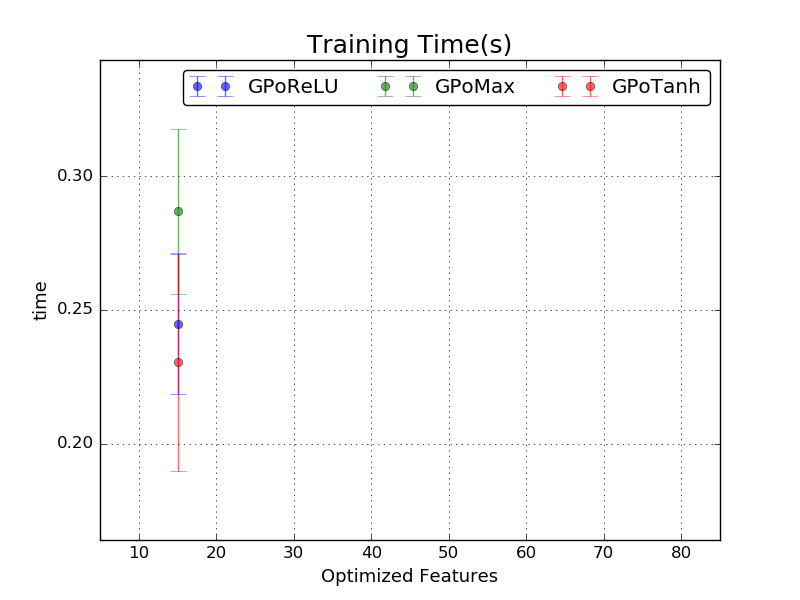 Training Time(s)
GPoReLU GPoMax GPoTanh
0.30
0.25
0.20
time
10 20 30 40 50 60 70 80
Optimized Features